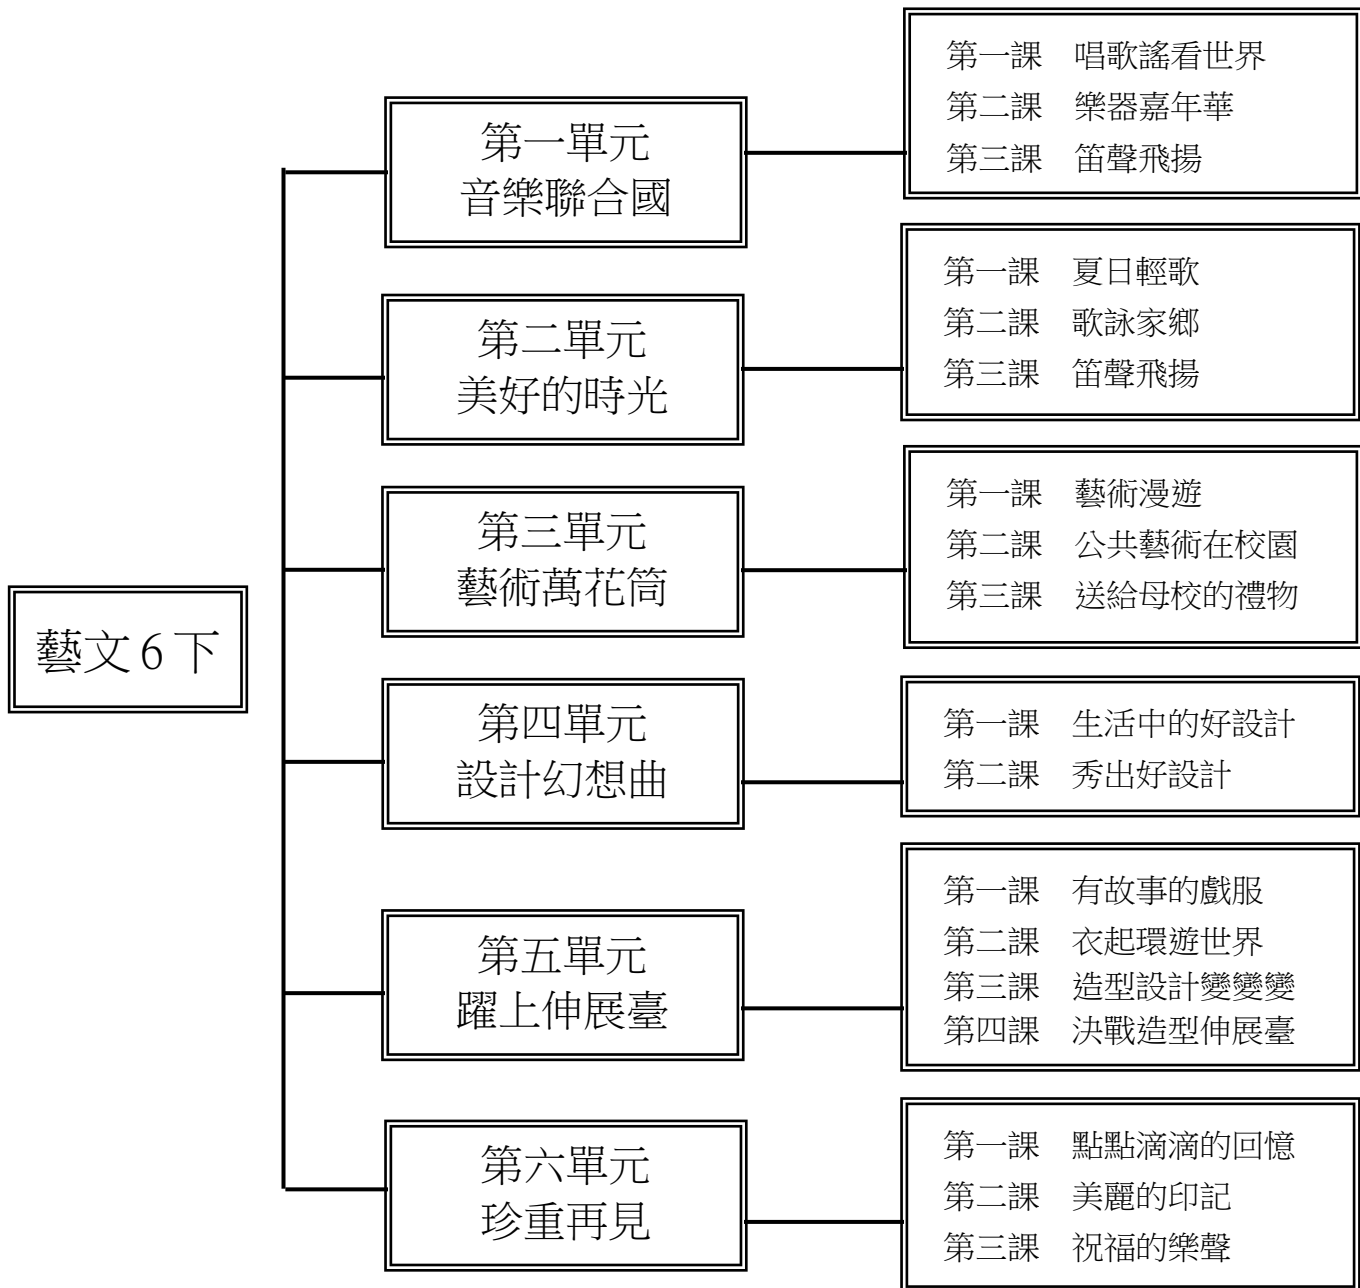 藝文6下
第一單元
音樂聯合國
第一課　唱歌謠看世界
第二課　樂器嘉年華
第三課　笛聲飛揚
第二單元
美好的時光
第一課　夏日輕歌
第二課　歌詠家鄉
第三課　笛聲飛揚
第三單元
藝術萬花筒
第一課　藝術漫遊
第二課　公共藝術在校園
第三課　送給母校的禮物
第四單元
設計幻想曲
第一課　生活中的好設計
第二課　秀出好設計
第五單元
躍上伸展臺
第一課　有故事的戲服
第二課　衣起環遊世界
第三課　造型設計變變變
第四課　決戰造型伸展臺
第六單元
珍重再見
第一課　點點滴滴的回憶
第二課　美麗的印記
第三課　祝福的樂聲